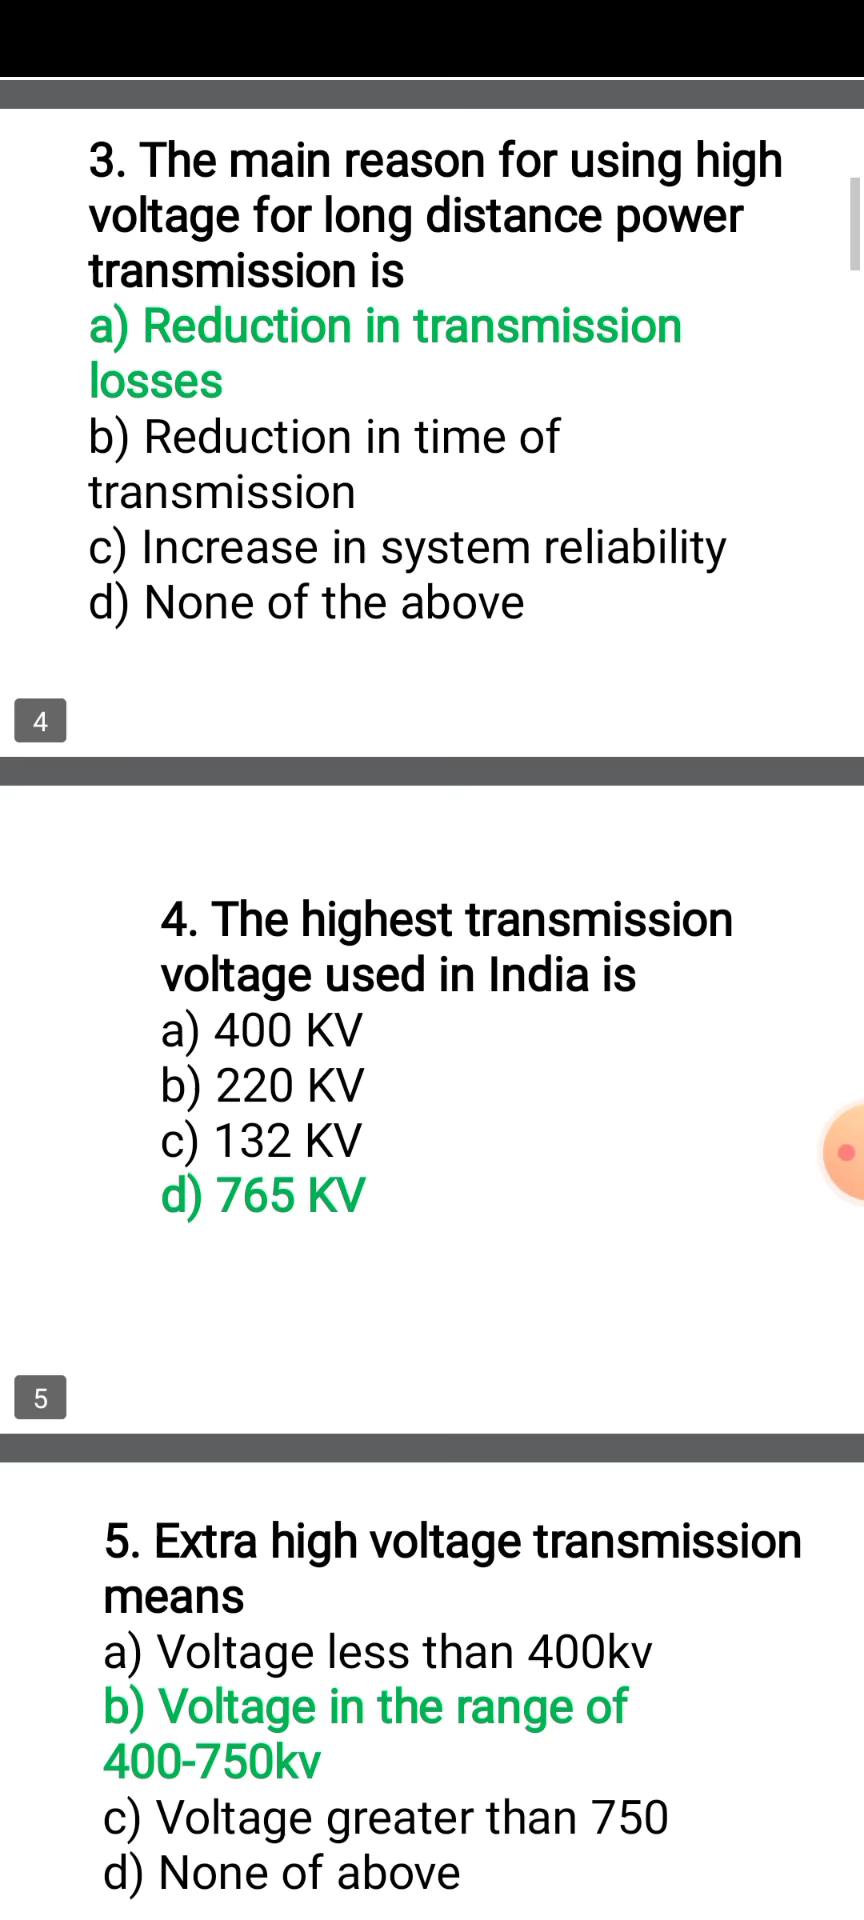 3. The main reason for using high
voltage for long distance power
transmission is
a) Reduction in transmission
losses
b) Reduction in time of
transmission
c) Increase in system reliability
d) None of the above
4
4. The highest transmission
voltage used in India is
a) 400 KV
b) 220 KV
c) 132 KV
d) 765 KV
5
5. Extra high voltage transmission
means
a) Voltage less than 400kv
b) Voltage in the range of
400-750kv
c) Voltage greater than 750
d) None of above